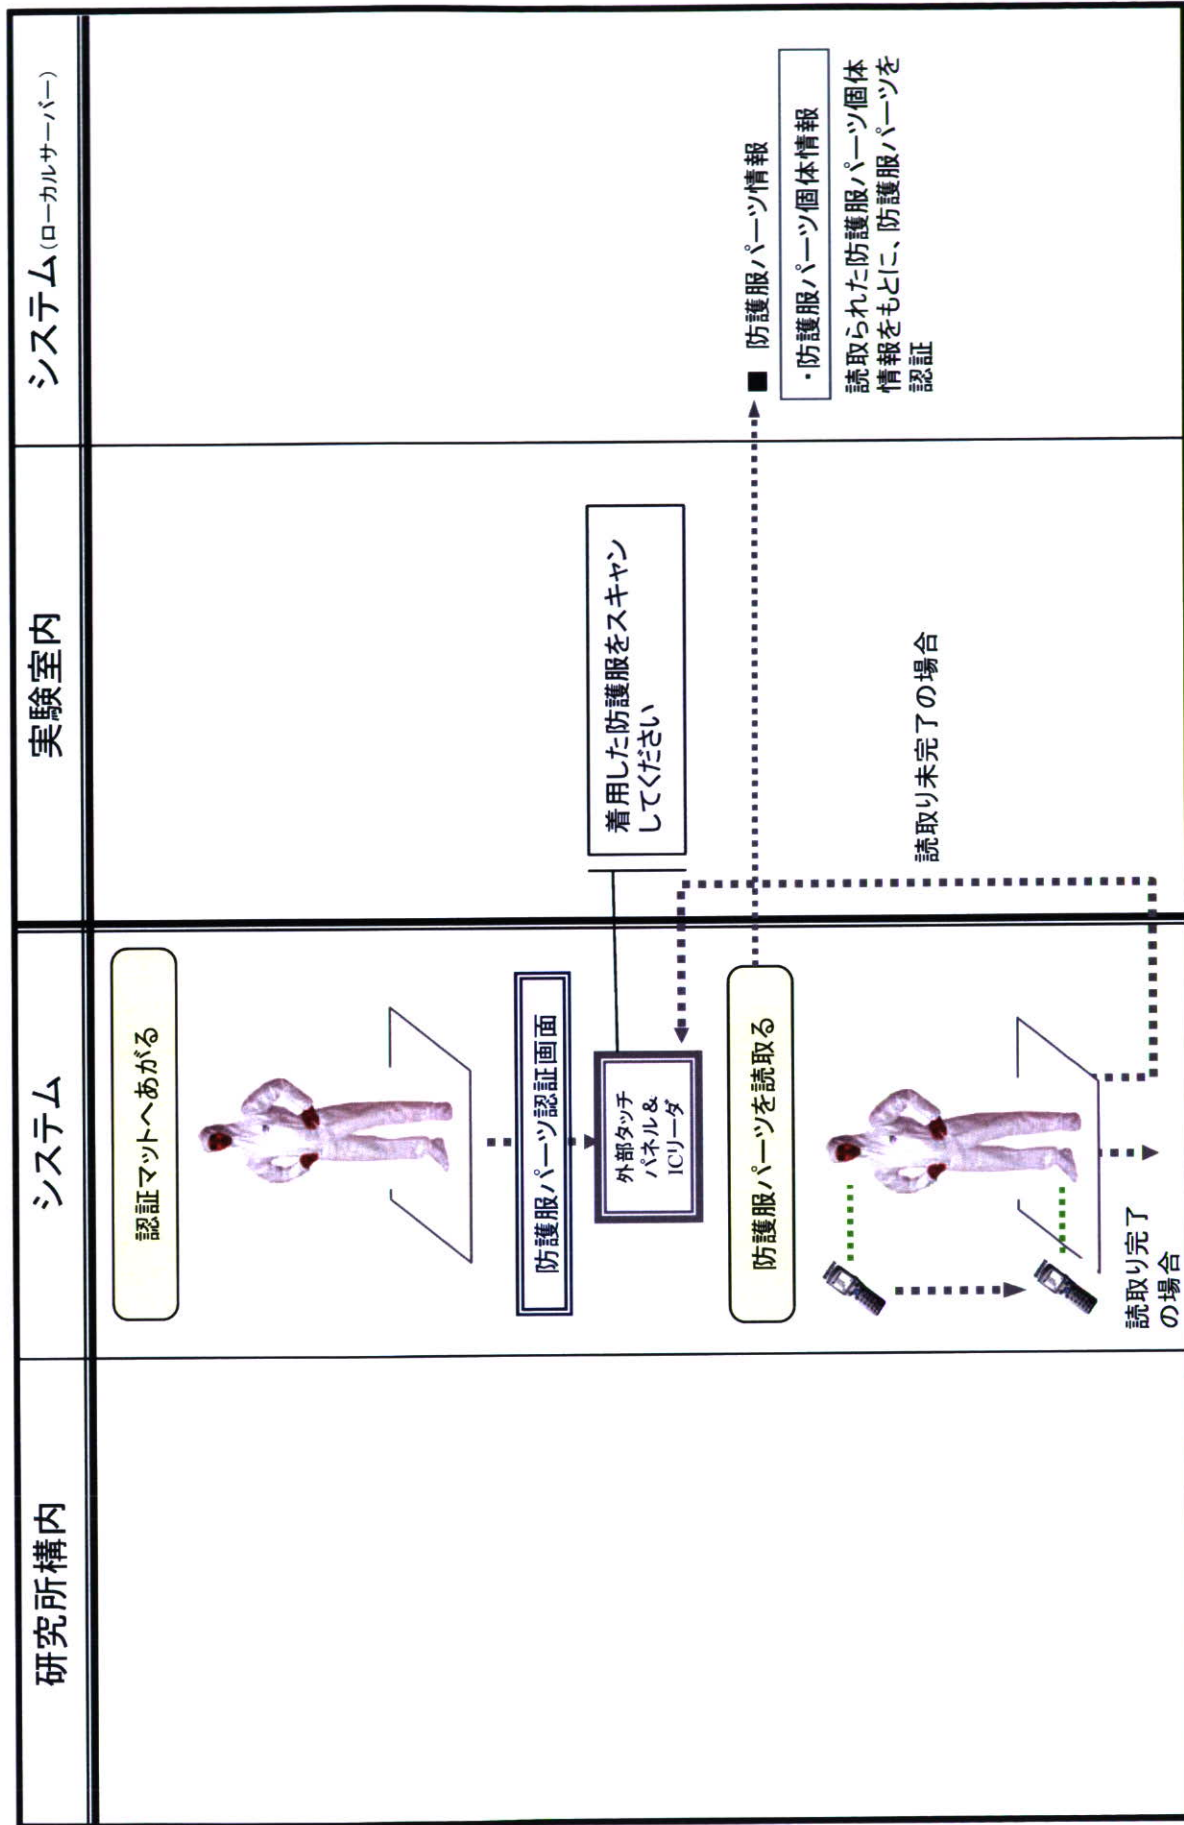 研究所構内
システム
実験室内
システム(ローカルサーバー)
認証マットへあがる
防護服パーツ認証画面
外部タッチ
パネル &
ICリーダ
着用した防護服をスキャン
してください
防護服パーツを読取る
■ 防護服パーツ情報
・防護服パーツ個体情報
読取られた防護服パーツ個体
情報をもとに、防護服パーツを
認証
読取り未完了の場合
読取り完了
の場合